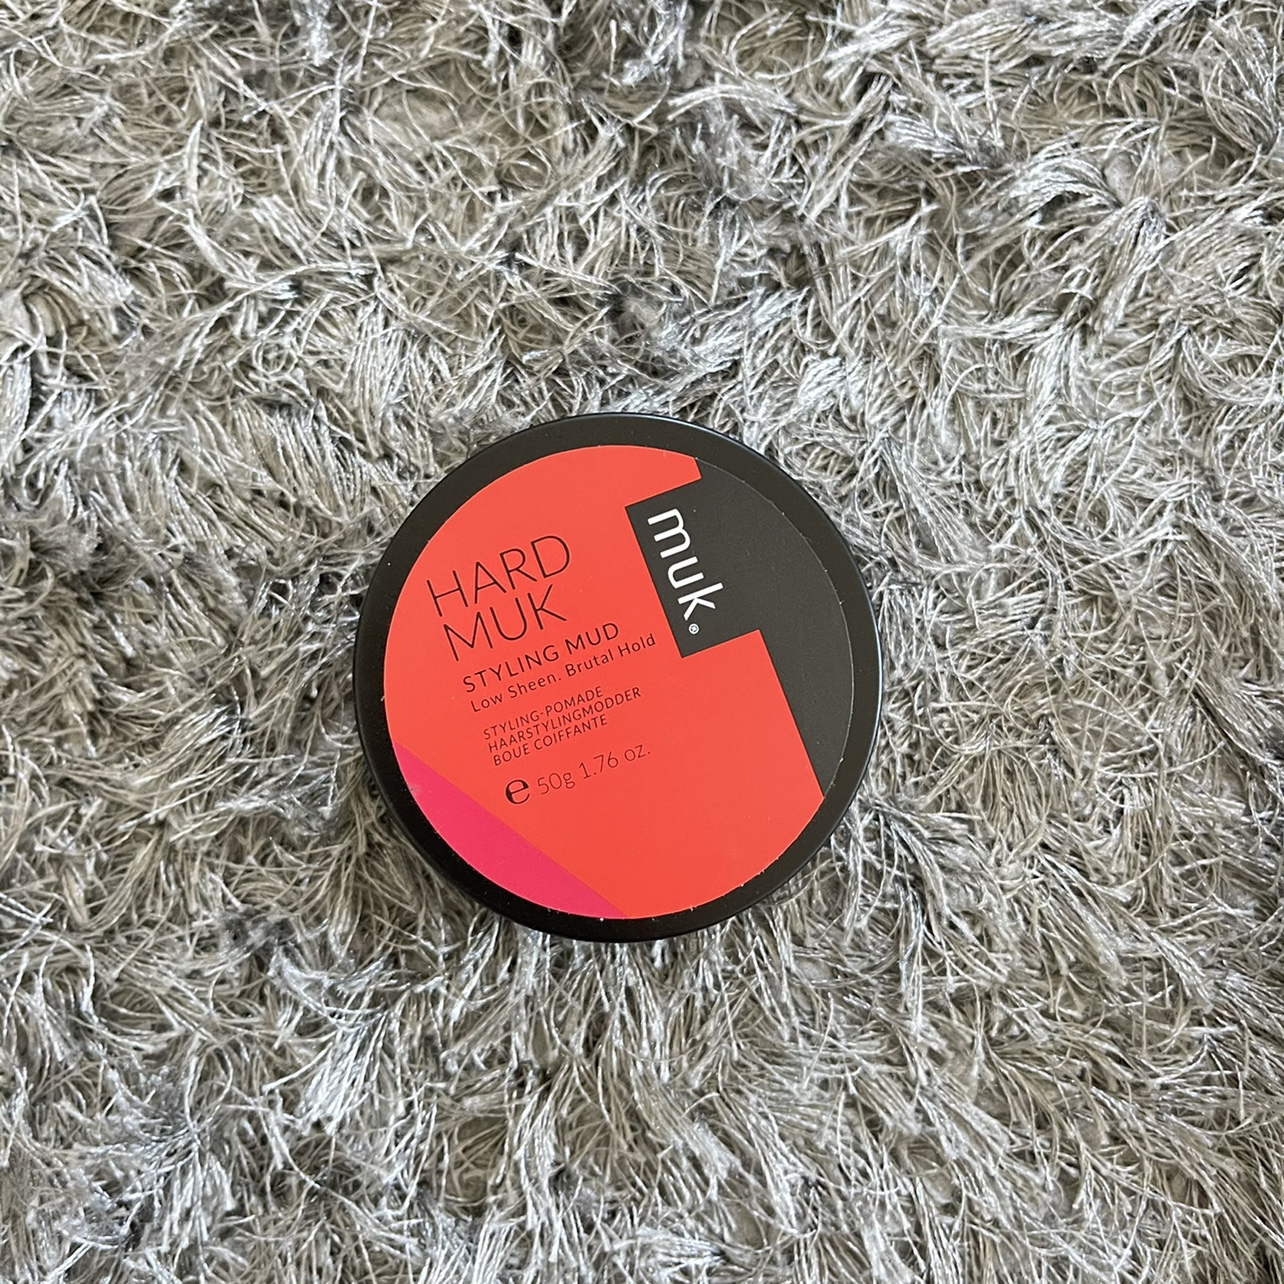 HARD
MUK
STYLING MUD
Low Sheen. Brutal Hold
STYLING-POMADE
HAARSTYLINGMODDER
BOUE COIFFANTE
e 50g 1.76 oz.
muk.®